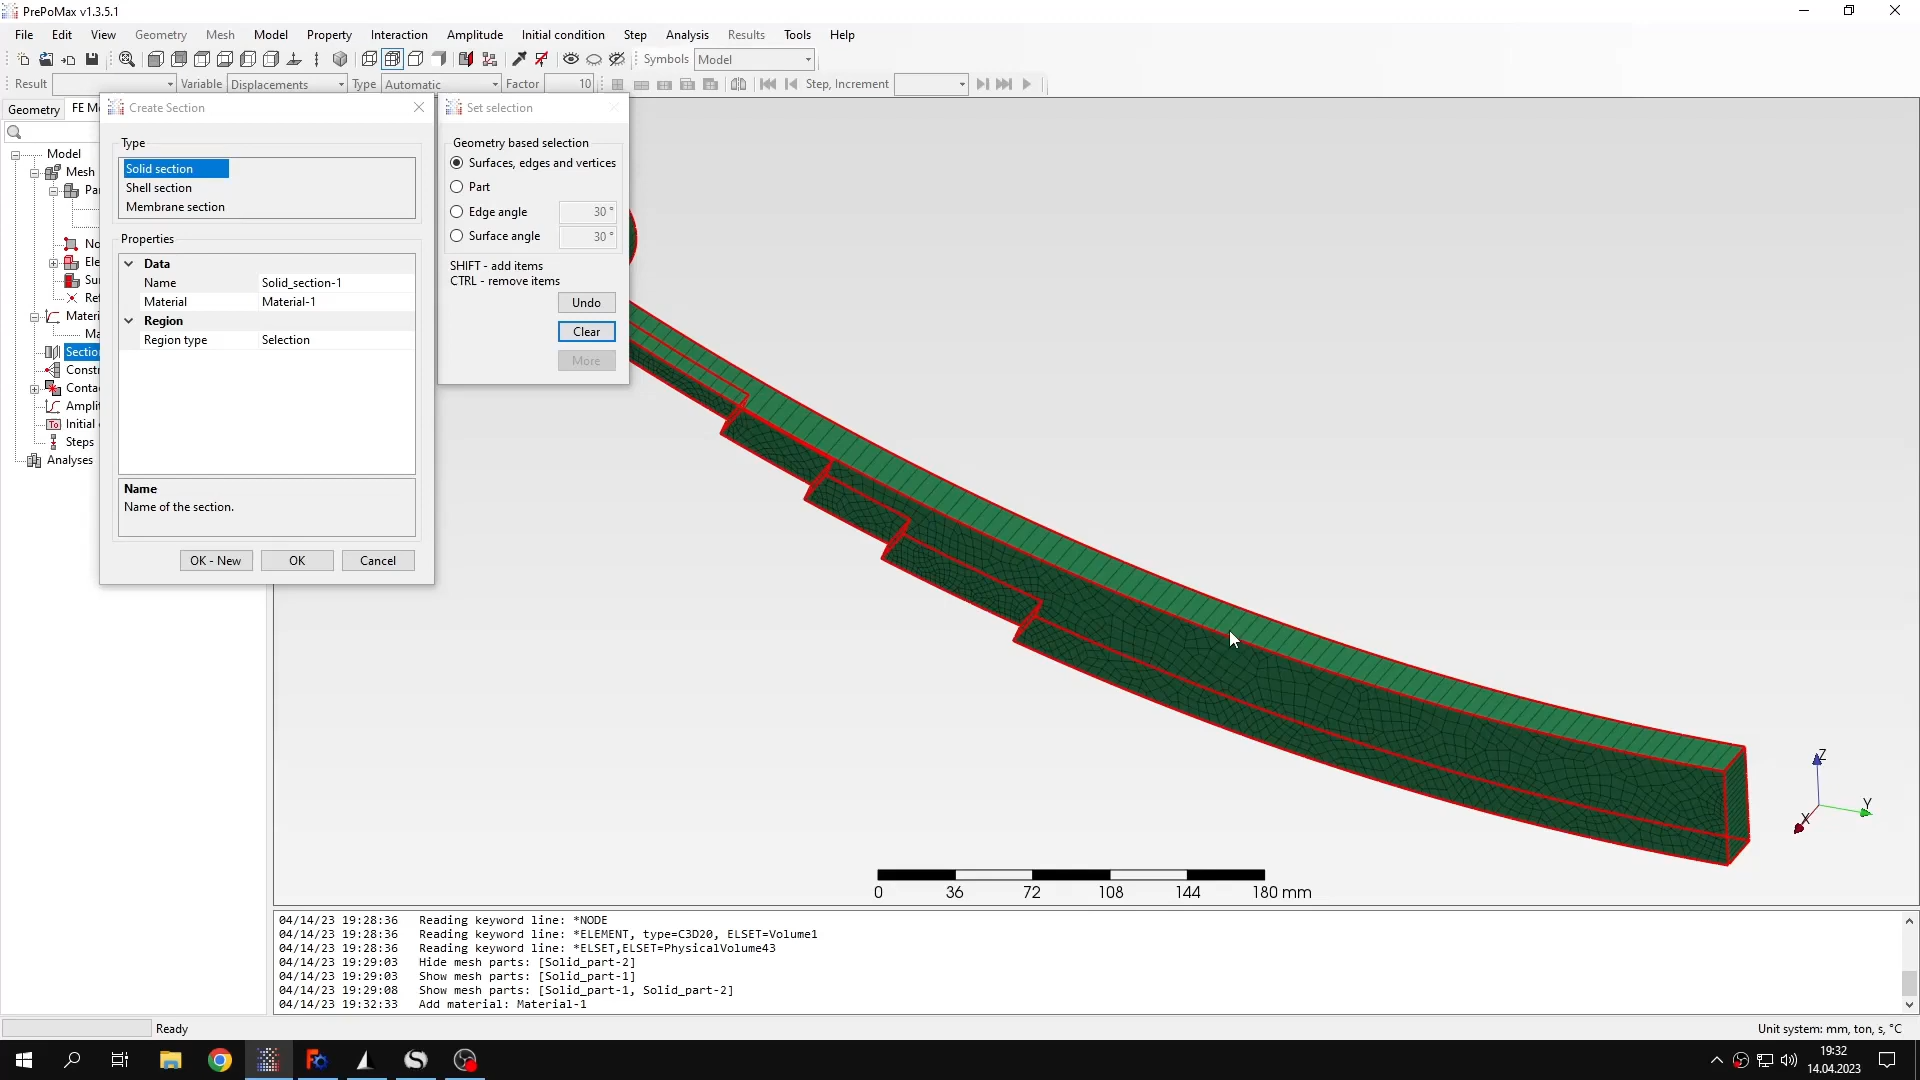 PrePoMax v1.3.5.1
File Edit View Geometry Mesh Model Property Interaction Amplitude Initial condition Step Analysis Results Tools Help
Symbols Model
Result Variable Displacements Type Automatic Factor 10 Step, Increment
Geometry FE M
Create Section
Set selection
Model
Mesh
Pa
No
Ele
Su
Re
Materi
Ma
Sectio
Constr
Conta
Amplit
Initial
Steps
Analyses
Type
Solid section
Shell section
Membrane section
Properties
Data
Name Solid_section-1
Material Material-1
Region
Region type Selection
Name
Name of the section.
OK - New OK Cancel
Geometry based selection
Surfaces, edges and vertices
Part
Edge angle 30 °
Surface angle 30 °
SHIFT - add items
CTRL - remove items
Undo
Clear
More
Z
Y
X
0 36 72 108 144 180 mm
04/14/23 19:28:36 Reading keyword line: *NODE
04/14/23 19:28:36 Reading keyword line: *ELEMENT, type=C3D20, ELSET=Volume1
04/14/23 19:28:36 Reading keyword line: *ELSET,ELSET=PhysicalVolume43
04/14/23 19:29:03 Hide mesh parts: [Solid_part-2]
04/14/23 19:29:03 Show mesh parts: [Solid_part-1]
04/14/23 19:29:08 Show mesh parts: [Solid_part-1, Solid_part-2]
04/14/23 19:32:33 Add material: Material-1
Ready
Unit system: mm, ton, s, °C
19:32
14.04.2023